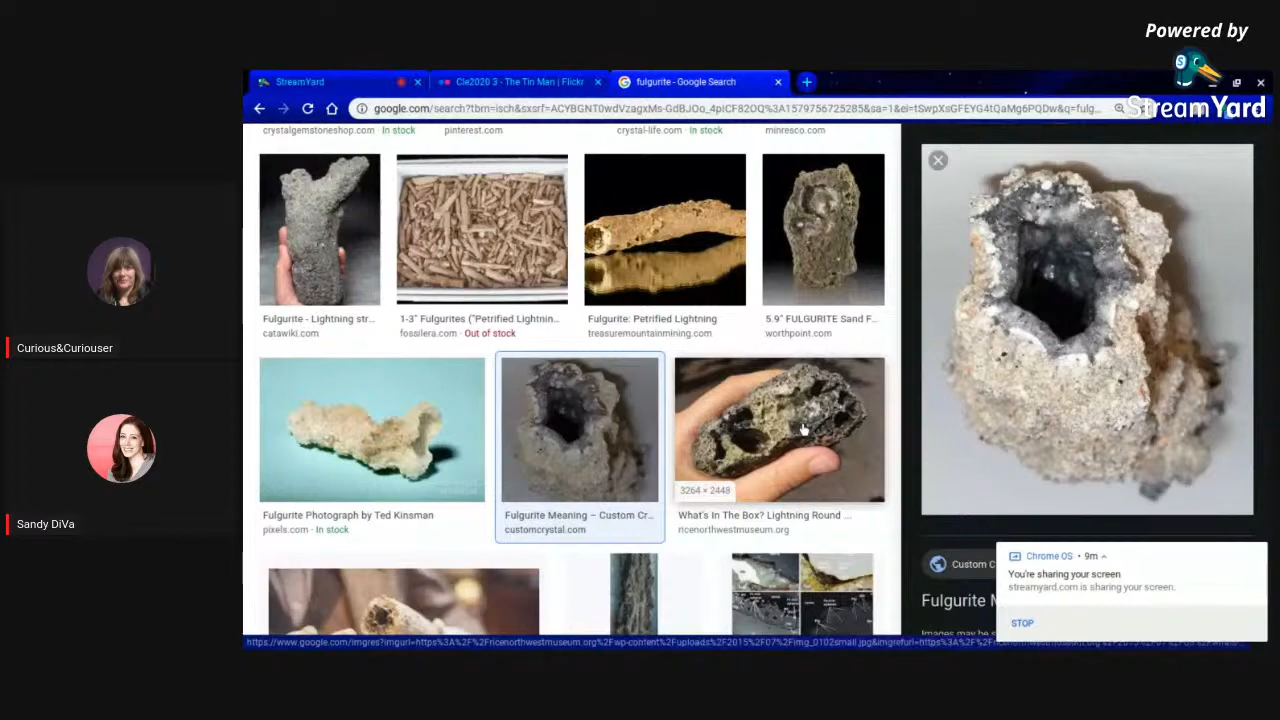 Powered by
StreamYard
StreamYard
Cle2020 3 - The Tin Man | Flickr
fulgurite - Google Search
crystalgemstoneshop.com · In stock
pinterest.com
crystal-life.com · In stock
minresco.com
Fulgurite - Lightning str...
catawiki.com
1-3" Fulgurites ("Petrified Lightnin...
fossilera.com · Out of stock
Fulgurite: Petrified Lightning
treasuremountainmining.com
5.9" FULGURITE Sand F...
worthpoint.com
Curious&Curiouser
Sandy DiVa
3264 × 2448
Fulgurite Photograph by Ted Kinsman
pixels.com · In stock
Fulgurite Meaning – Custom Cr...
customcrystal.com
What's In The Box? Lightning Round ...
ricenorthwestmuseum.org
Custom C
Fulgurite M
Images may be s
Chrome OS · 9m
You're sharing your screen
streamyard.com is sharing your screen.
STOP